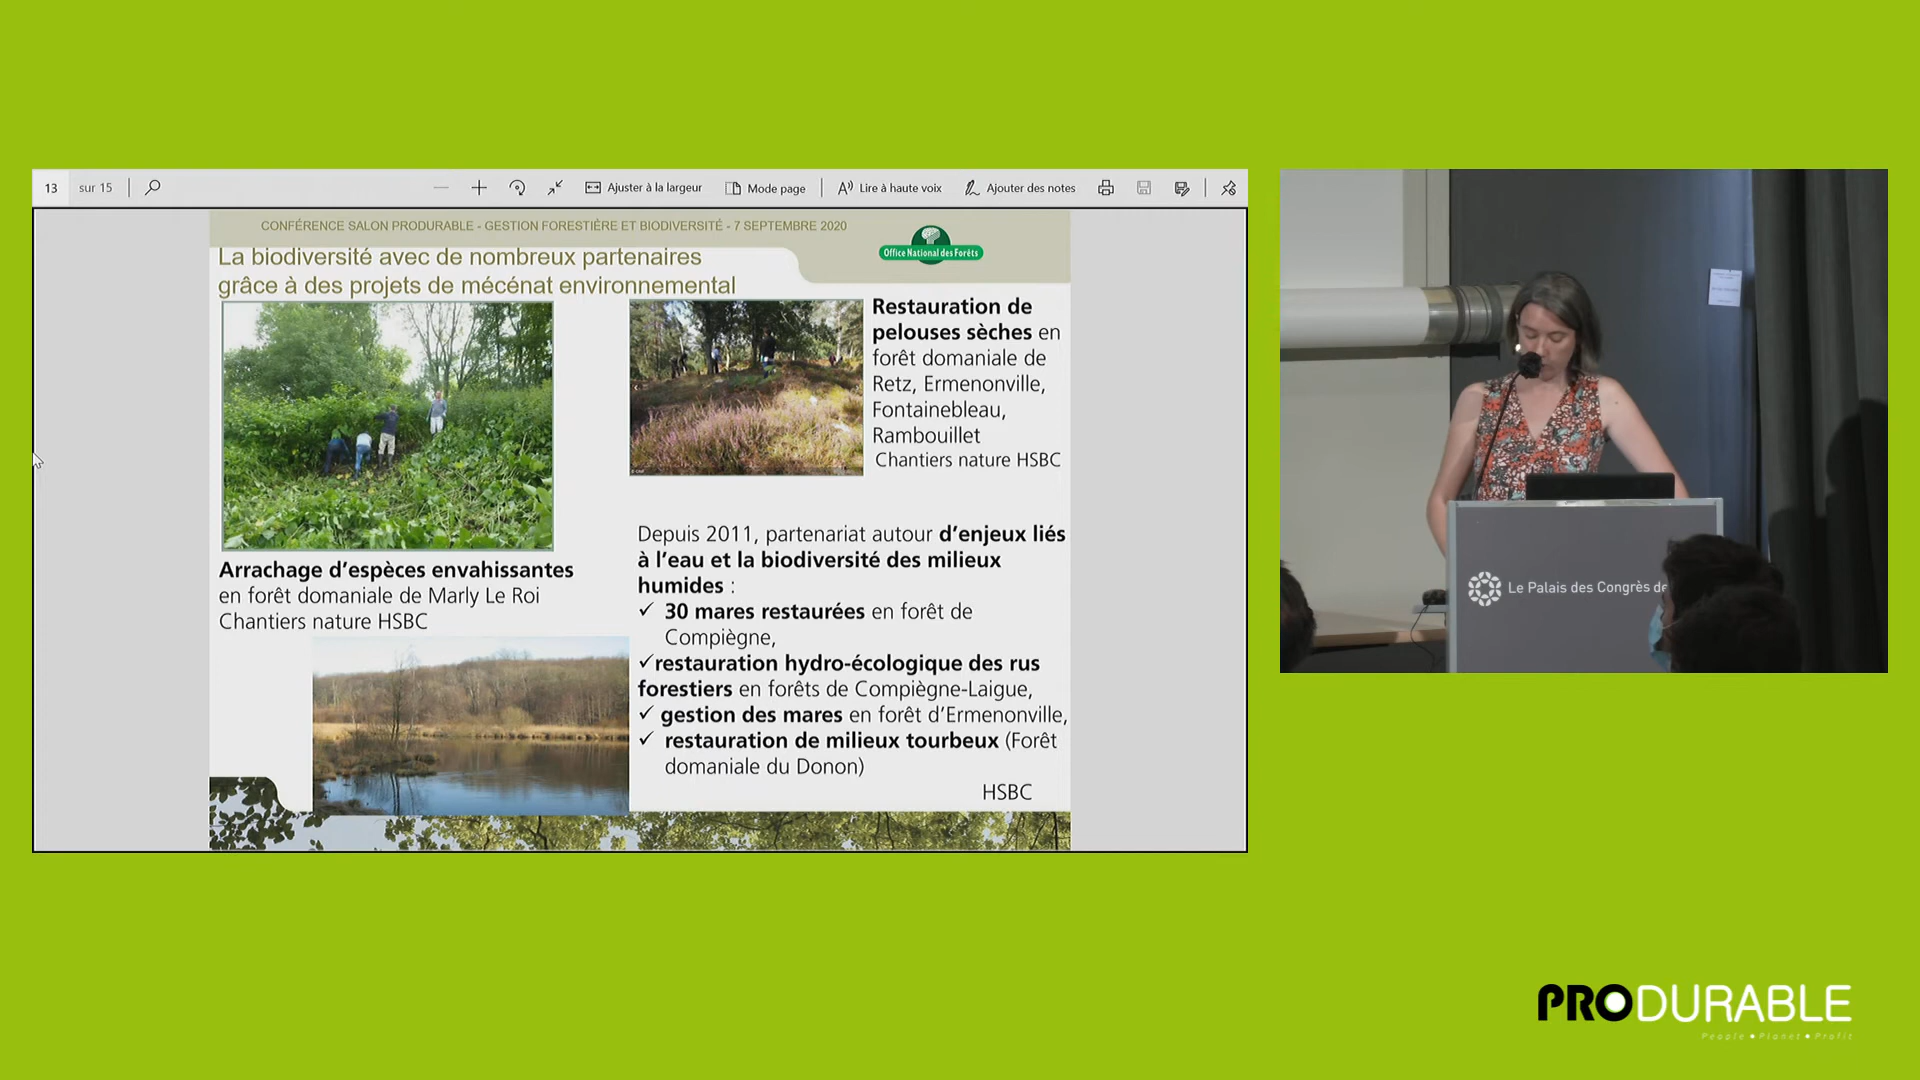 13 sur 15
Ajuster à la largeur
Mode page
Lire à haute voix
Ajouter des notes
CONFÉRENCE SALON PRODURABLE - GESTION FORESTIÈRE ET BIODIVERSITÉ - 7 SEPTEMBRE 2020
Office National des Forêts
La biodiversité avec de nombreux partenaires
grâce à des projets de mécénat environnemental
Restauration de
pelouses sèches en
forêt domaniale de
Retz, Ermenonville,
Fontainebleau,
Rambouillet
Chantiers nature HSBC
Arrachage d'espèces envahissantes
en forêt domaniale de Marly Le Roi
Chantiers nature HSBC
Depuis 2011, partenariat autour d'enjeux liés
à l'eau et la biodiversité des milieux
humides :
✓ 30 mares restaurées en forêt de
Compiègne,
✓restauration hydro-écologique des rus
forestiers en forêts de Compiègne-Laigue,
✓ gestion des mares en forêt d'Ermenonville,
✓ restauration de milieux tourbeux (Forêt
domaniale du Donon)
HSBC
Le Palais des Congrès de
PRODURABLE
People • Planet • Profit